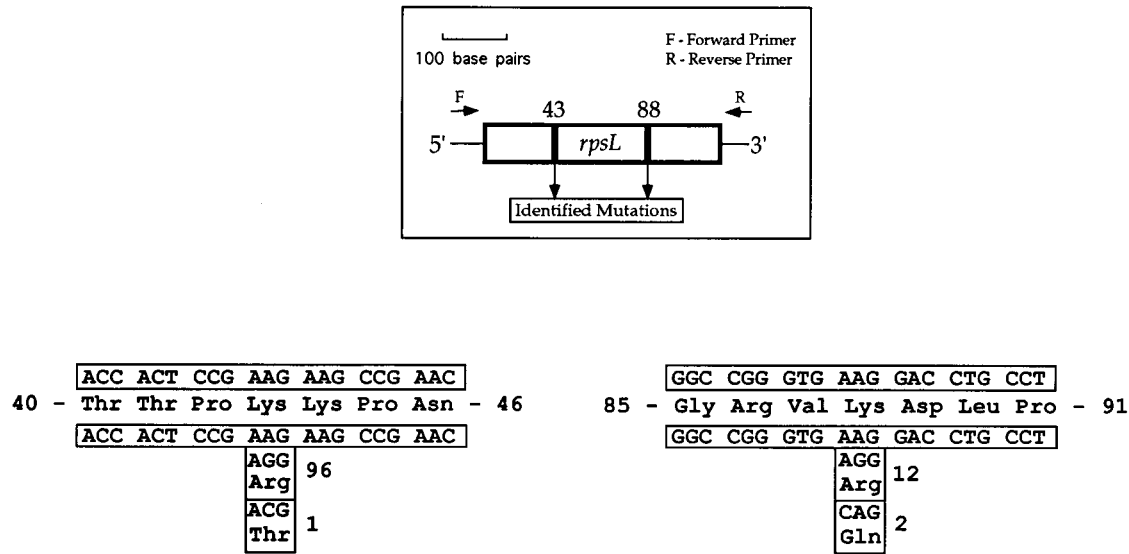 100 base pairs
F - Forward Primer
R - Reverse Primer
F
43
88
R
5'
rpsL
3'
Identified Mutations
ACC ACT CCG AAG AAG CCG AAC
40 - Thr Thr Pro Lys Lys Pro Asn - 46
ACC ACT CCG AAG AAG CCG AAC
AGG
Arg
96
ACG
Thr
1
GGC CGG GTG AAG GAC CTG CCT
85 - Gly Arg Val Lys Asp Leu Pro - 91
GGC CGG GTG AAG GAC CTG CCT
AGG
Arg
12
CAG
Gln
2